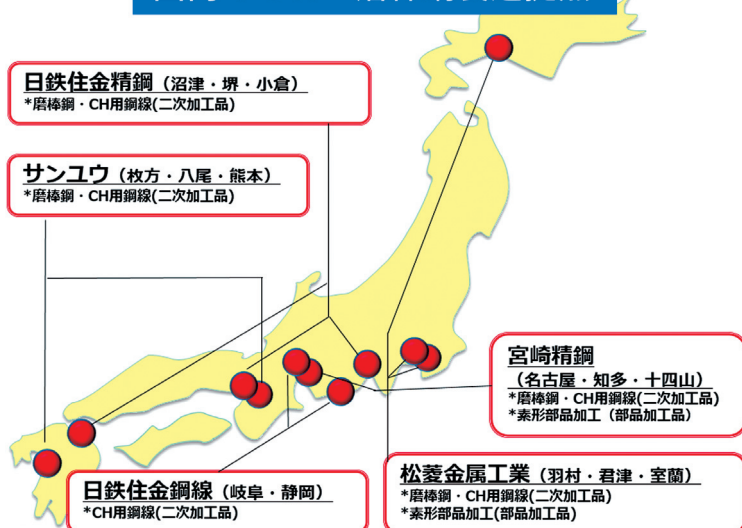 日鉄住金精鋼（沼津・堺・小倉）
*磨棒鋼・CH用鋼線(二次加工品)
サンユウ（枚方・八尾・熊本）
*磨棒鋼・CH用鋼線(二次加工品)
宮崎精鋼
（名古屋・知多・十四山）
*磨棒鋼・CH用鋼線(二次加工品)
*素形部品加工（部品加工品）
日鉄住金鋼線（岐阜・静岡）
*CH用鋼線(二次加工品)
松菱金属工業（羽村・君津・室蘭）
*磨棒鋼・CH用鋼線(二次加工品)
*素形部品加工(部品加工品)